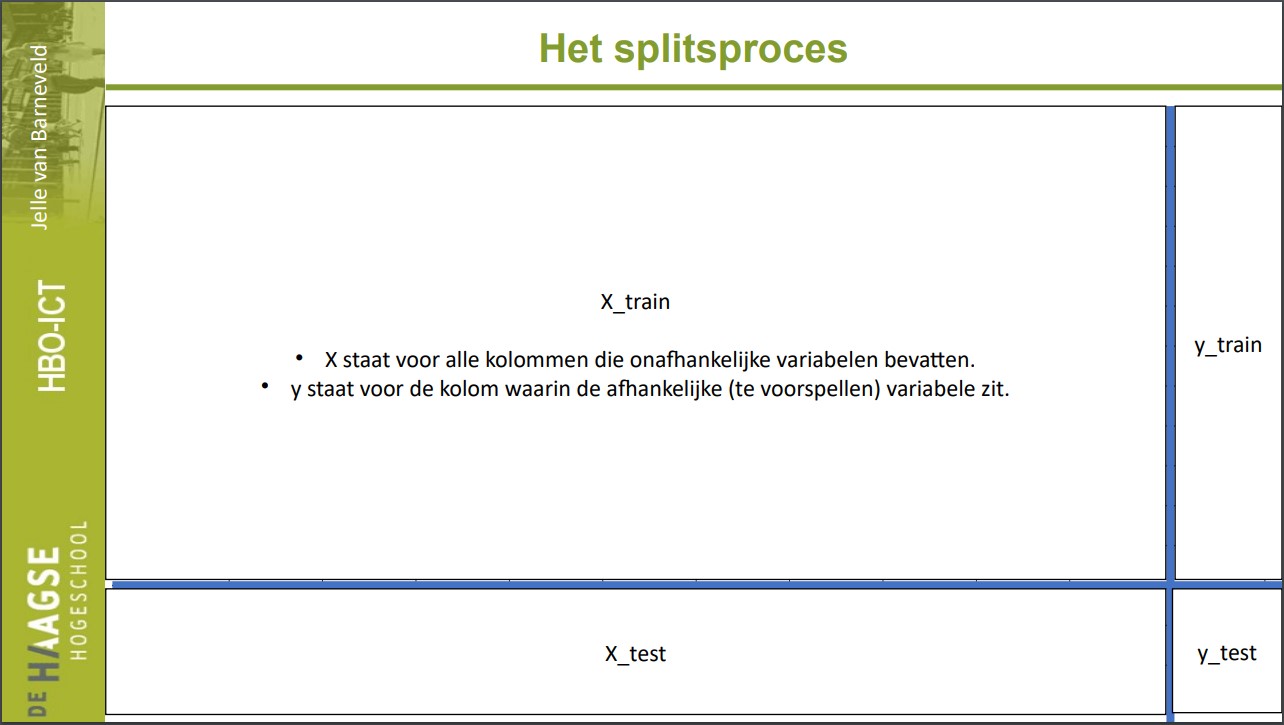 Het splitsproces
Jelle van Barneveld
HBO-ICT
DE HAAGSE
HOGESCHOOL
X_train
• X staat voor alle kolommen die onafhankelijke variabelen bevatten.
• y staat voor de kolom waarin de afhankelijke (te voorspellen) variabele zit.
y_train
X_test
y_test